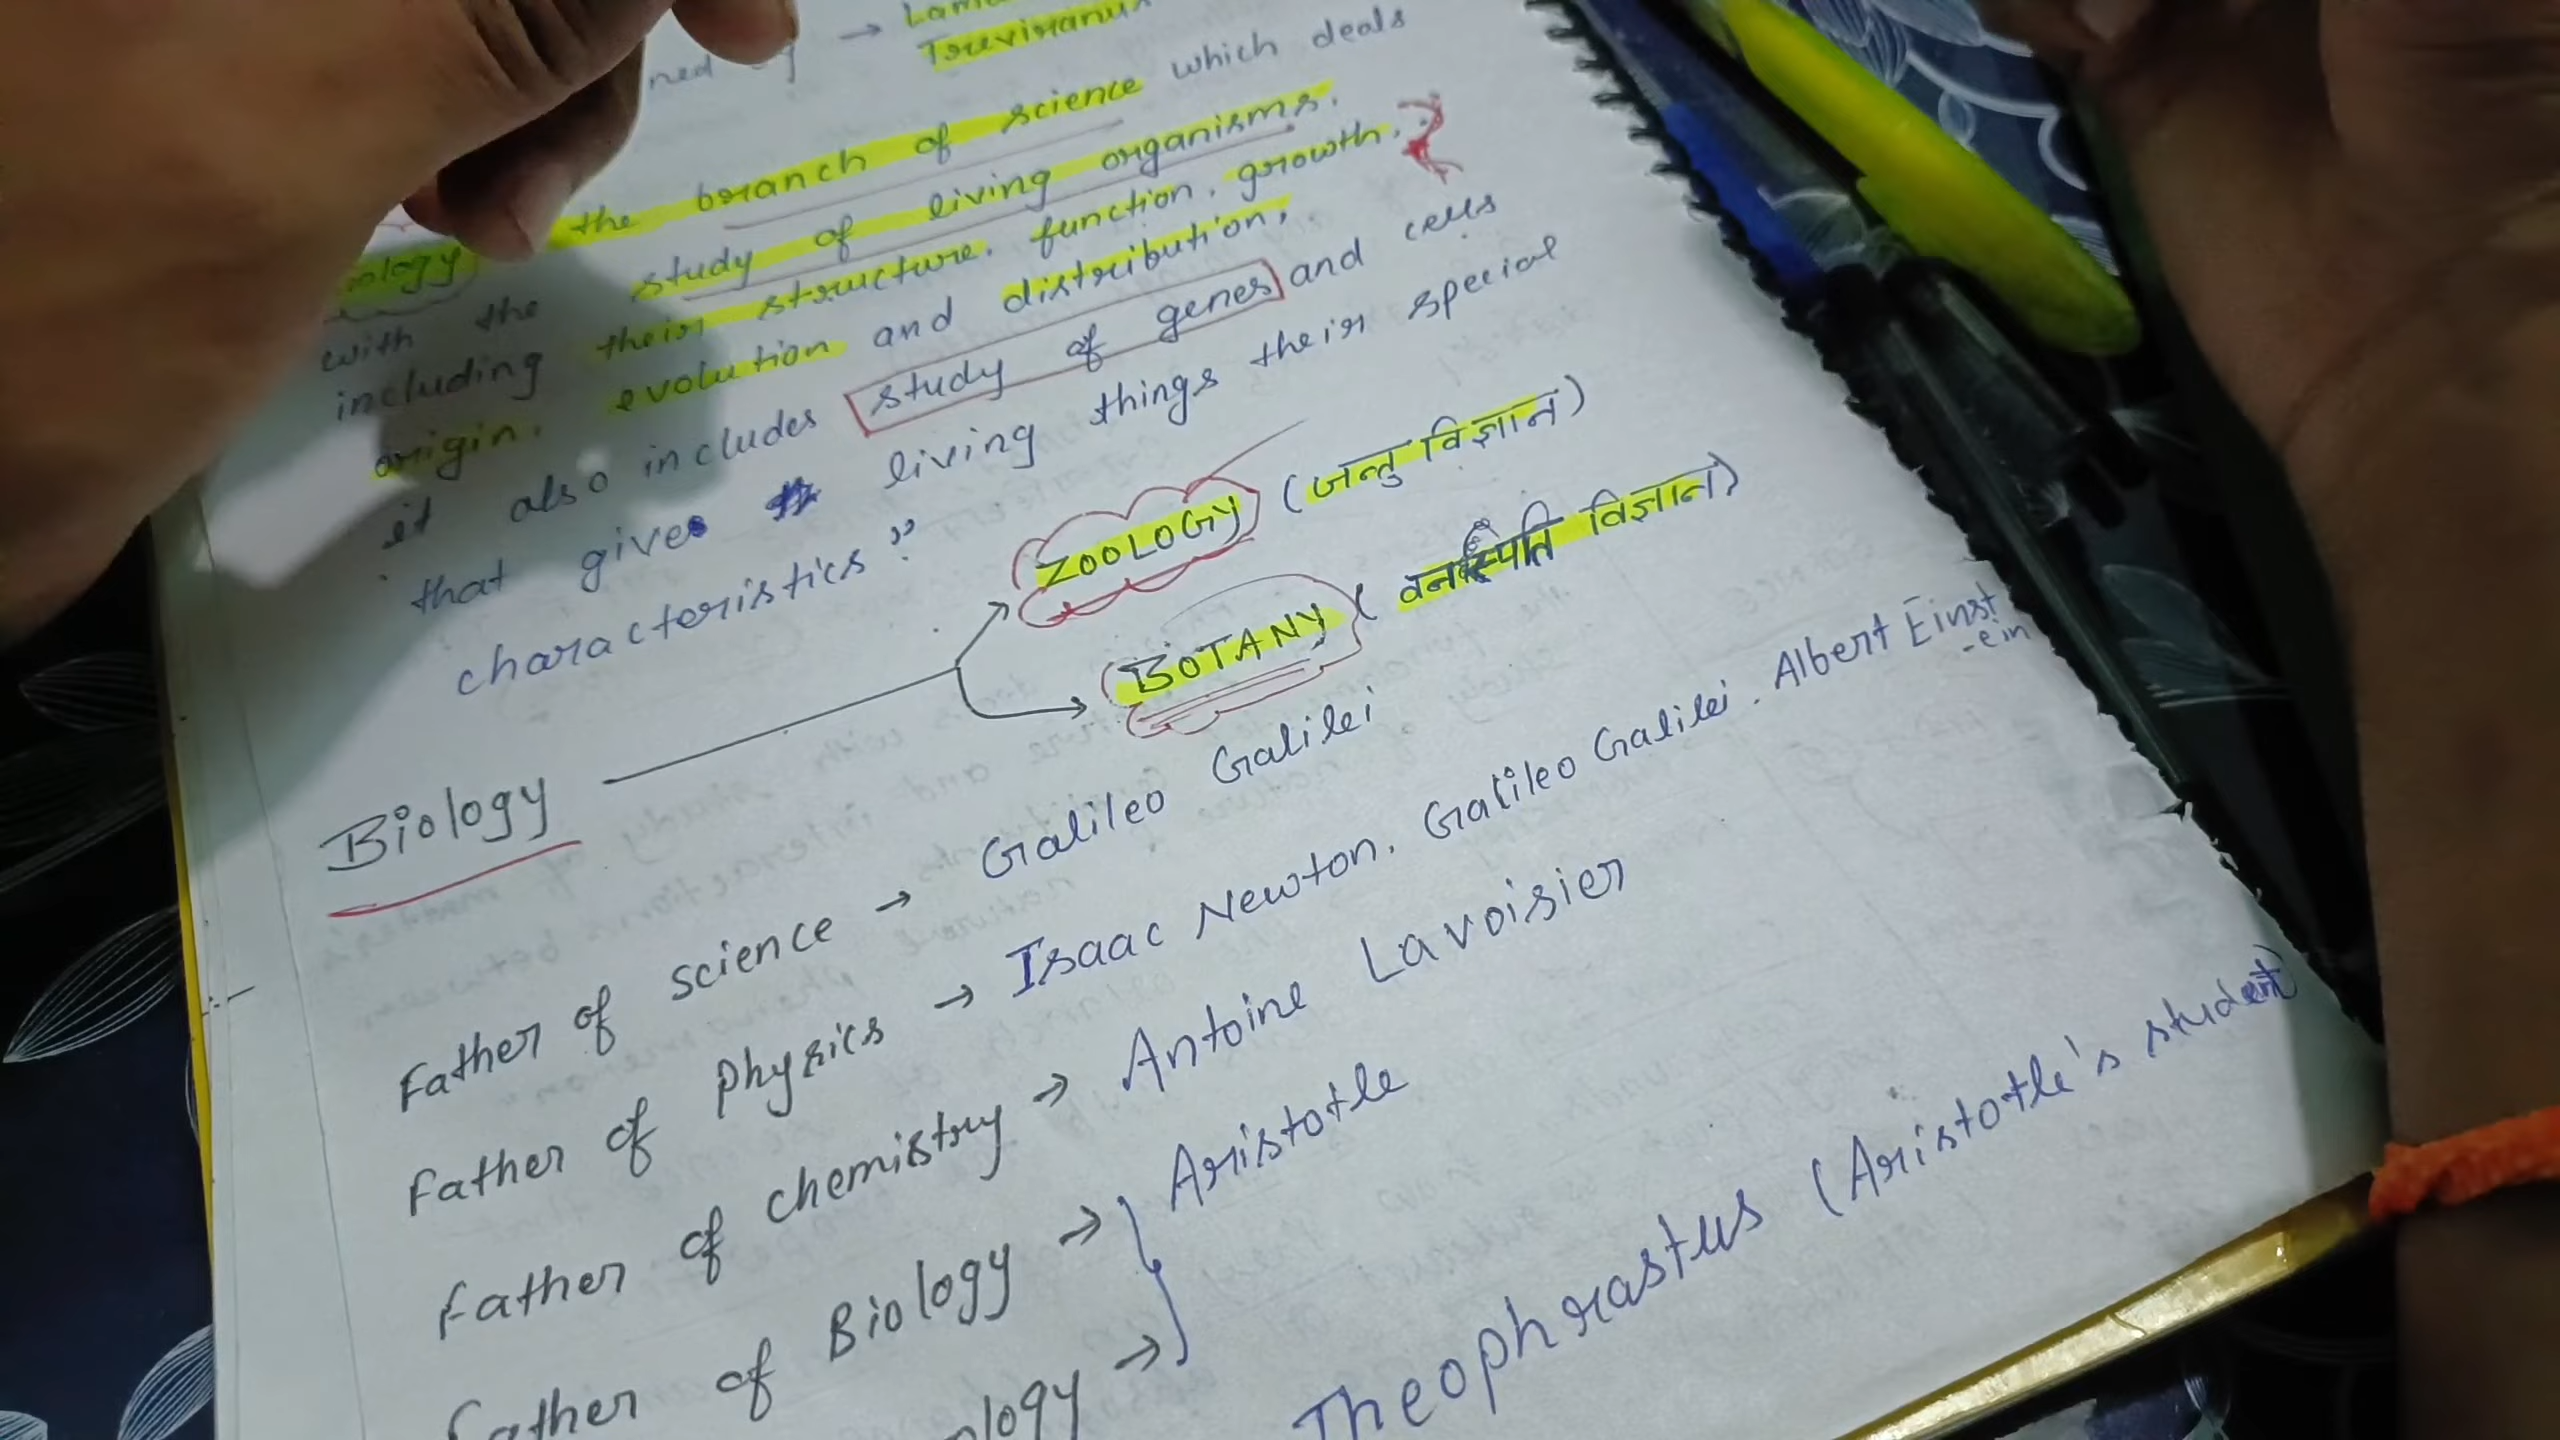 Treviranus
the branch of science which deals
with the study of living organisms.
including their structure, function, growth,
origin, evolution and distribution,
it also includes study of genes and cells
that gives living things their special
characteristics"
ZOOLOGY (जन्तु विज्ञान)
BOTANY (वनस्पति विज्ञान)
Biology
Father of science → Galileo Galilei
Father of Physics → Isaac Newton, Galileo Galilei, Albert Einst
-ein
Father of chemistry → Antoine Lavoisier
Father of Biology → Aristotle
Theophrastus (Aristotle's student)